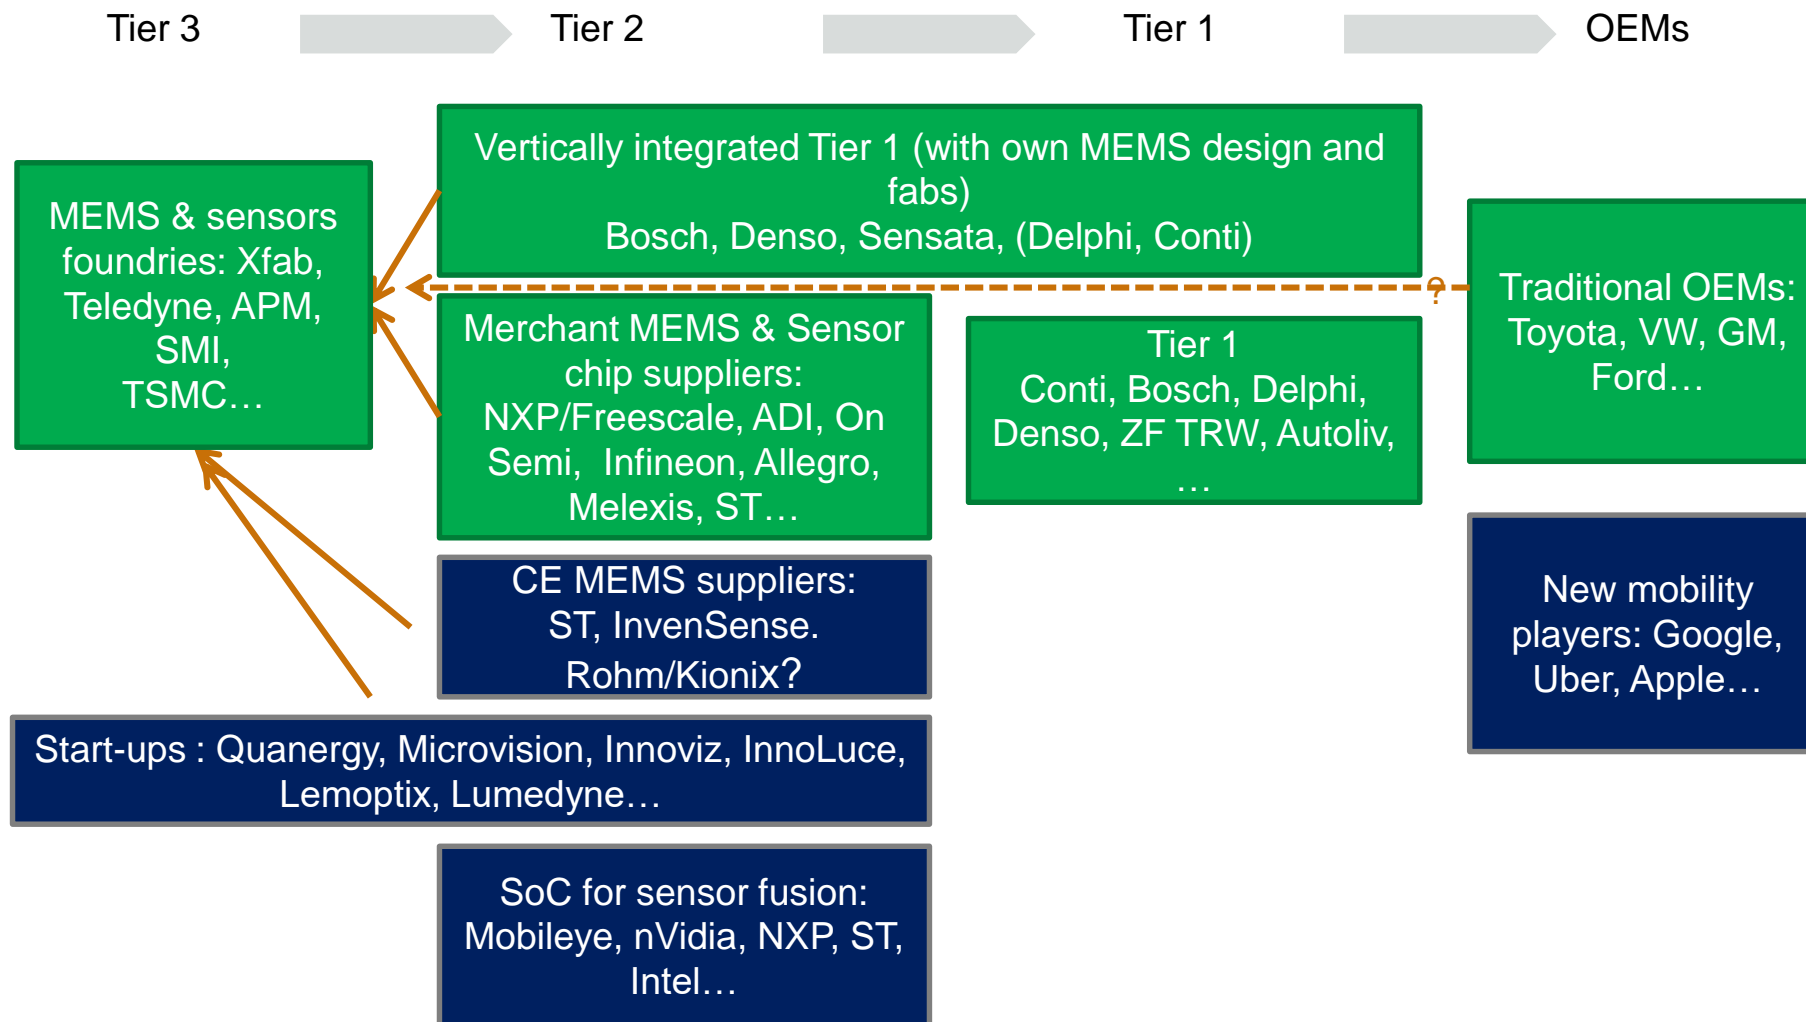 Tier 3
Tier 2
Tier 1
OEMs
Vertically integrated Tier 1 (with own MEMS design and
fabs)
Bosch, Denso, Sensata, (Delphi, Conti)
MEMS & sensors
foundries: Xfab,
Teledyne, APM,
SMI,
TSMC…
?
Merchant MEMS & Sensor
chip suppliers:
NXP/Freescale, ADI, On
Semi,  Infineon, Allegro,
Melexis, ST…
Tier 1
Conti, Bosch, Delphi,
Denso, ZF TRW, Autoliv,
…
Traditional OEMs:
Toyota, VW, GM,
Ford…
CE MEMS suppliers:
ST, InvenSense.
Rohm/Kionix?
New mobility
players: Google,
Uber, Apple…
Start-ups : Quanergy, Microvision, Innoviz, InnoLuce,
Lemoptix, Lumedyne…
SoC for sensor fusion:
Mobileye, nVidia, NXP, ST,
Intel…